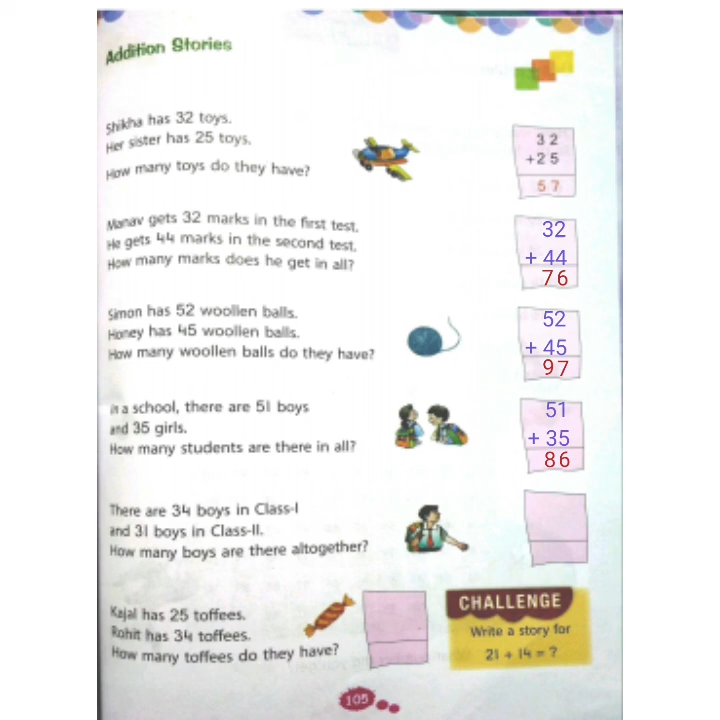 Addition Stories
Shikha has 32 toys.
Her sister has 25 toys.
How many toys do they have?
32
+25
57
Manav gets 32 marks in the first test.
He gets 44 marks in the second test.
How many marks does he get in all?
32
+ 44
76
Simon has 52 woollen balls.
Honey has 45 woollen balls.
How many woollen balls do they have?
52
+ 45
97
In a school, there are 51 boys
and 35 girls.
How many students are there in all?
51
+ 35
86
There are 34 boys in Class-I
and 31 boys in Class-II.
How many boys are there altogether?
Kajal has 25 toffees.
Rohit has 34 toffees.
How many toffees do they have?
CHALLENGE
Write a story for
21 + 14 = ?
105